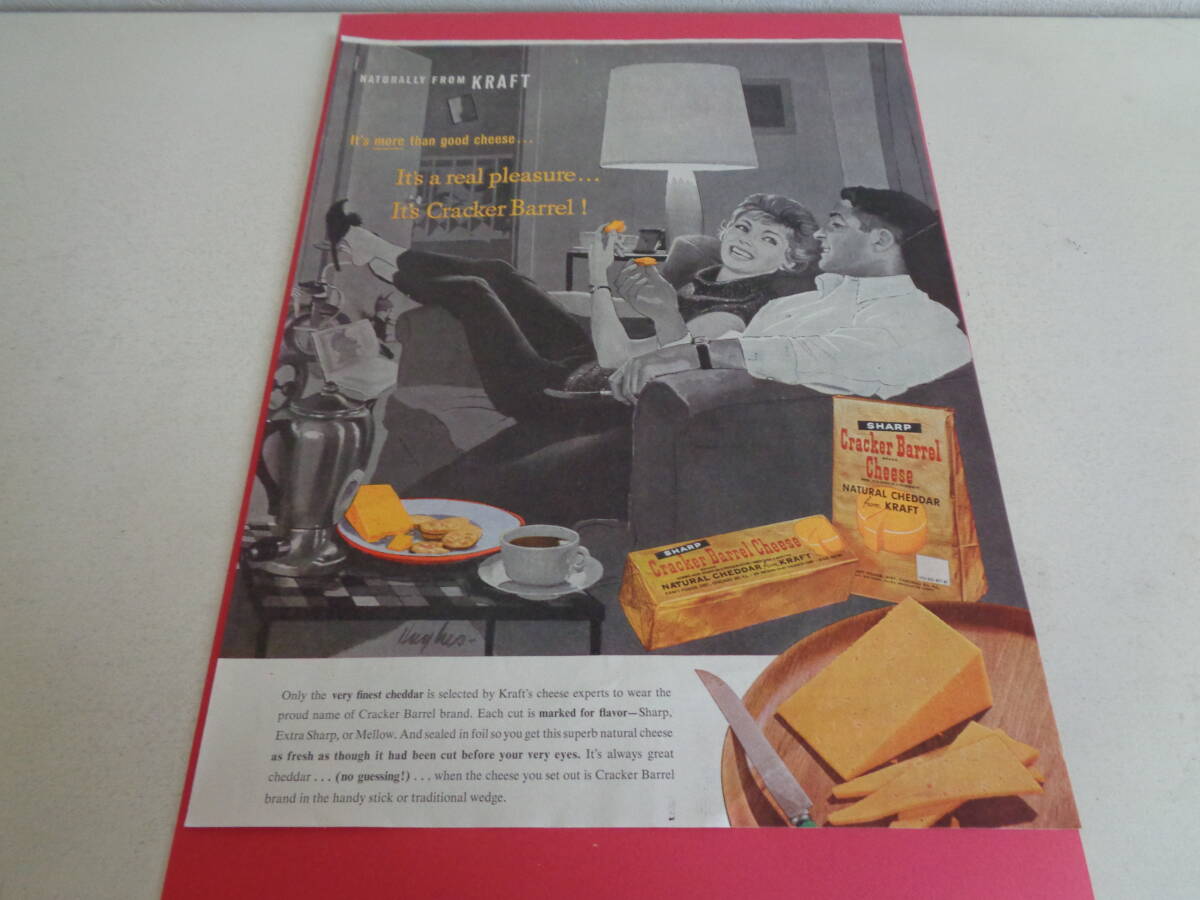 NATURALLY FROM KRAFT
It's more than good cheese...
It's a real pleasure...
It's Cracker Barrel!
SHARP
Cracker Barrel
Cheese
NATURAL CHEDDAR
from KRAFT
SHARP
Cracker Barrel Cheese
NATURAL CHEDDAR from KRAFT
Hughes-
Only the very finest cheddar is selected by Kraft's cheese experts to wear the
proud name of Cracker Barrel brand. Each cut is marked for flavor—Sharp,
Extra Sharp, or Mellow. And sealed in foil so you get this superb natural cheese
as fresh as though it had been cut before your very eyes. It's always great
cheddar . . . (no guessing!) . . . when the cheese you set out is Cracker Barrel
brand in the handy stick or traditional wedge.